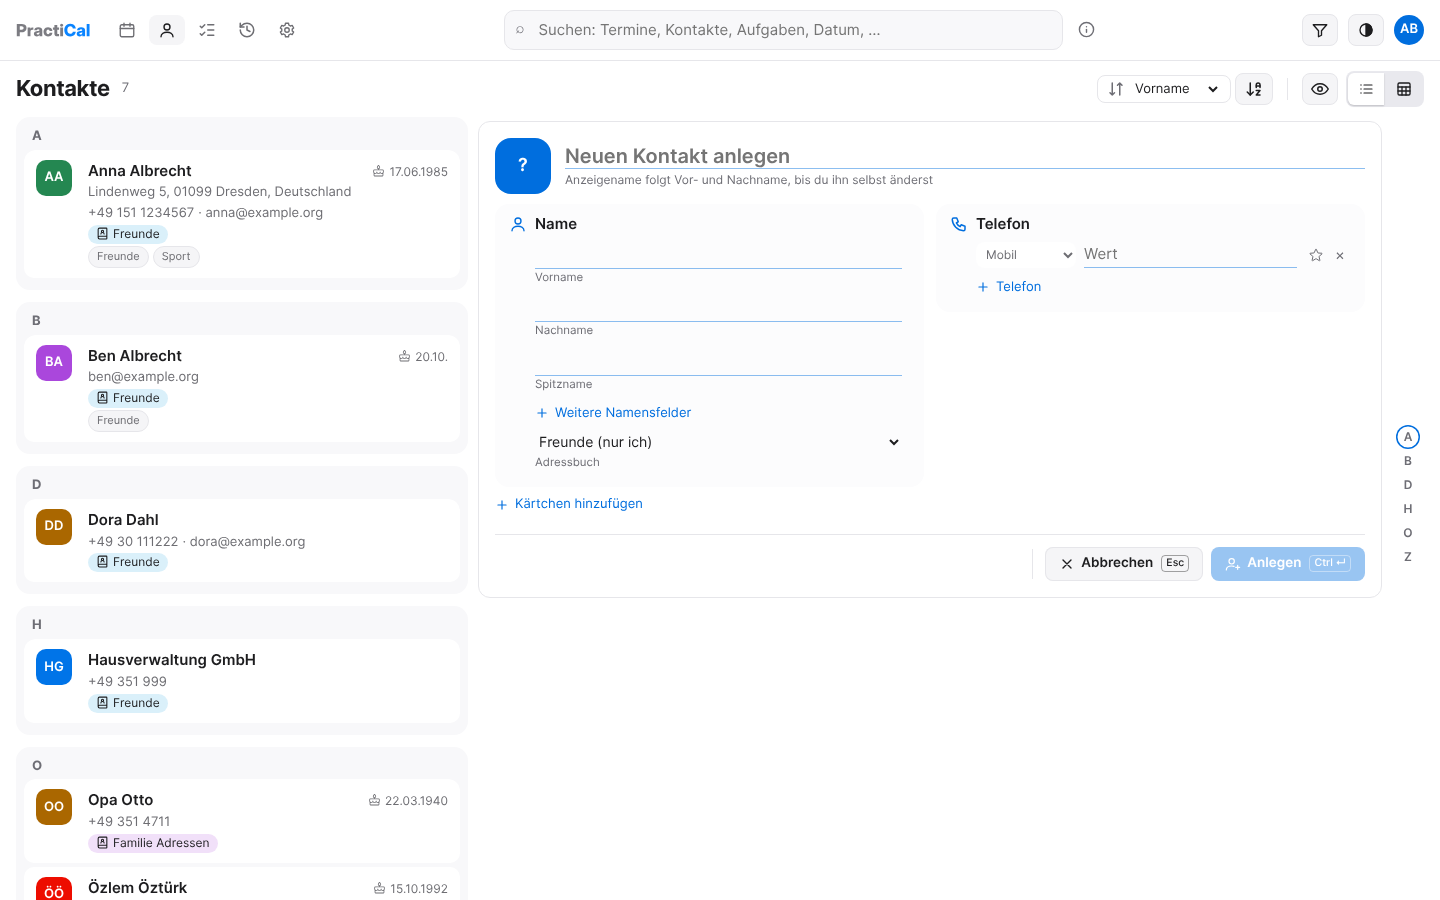 PractiCal
Suchen: Termine, Kontakte, Aufgaben, Datum, ...
AB
Kontakte 7
Vorname
A
AA
Anna Albrecht
17.06.1985
Lindenweg 5, 01099 Dresden, Deutschland
+49 151 1234567 · anna@example.org
Freunde
Freunde Sport
B
BA
Ben Albrecht
20.10.
ben@example.org
Freunde
Freunde
D
DD
Dora Dahl
+49 30 111222 · dora@example.org
Freunde
H
HG
Hausverwaltung GmbH
+49 351 999
Freunde
O
OO
Opa Otto
22.03.1940
+49 351 4711
Familie Adressen
ÖÖ
Özlem Öztürk
15.10.1992
?
Neuen Kontakt anlegen
Anzeigename folgt Vor- und Nachname, bis du ihn selbst änderst
Name
Vorname
Nachname
Spitzname
+ Weitere Namensfelder
Freunde (nur ich)
Adressbuch
+ Kärtchen hinzufügen
Telefon
Mobil
Wert
+ Telefon
Abbrechen Esc
Anlegen Ctrl ↵
A
B
D
H
O
Z